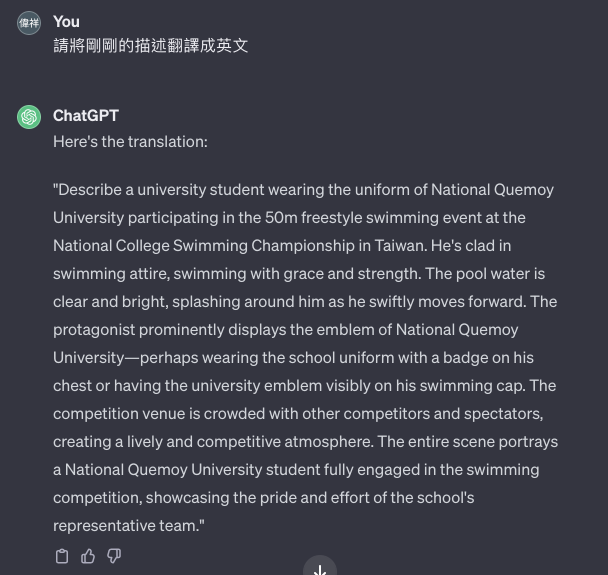 偉祥
You
請將剛剛的描述翻譯成英文
ChatGPT
Here's the translation:
"Describe a university student wearing the uniform of National Quemoy
University participating in the 50m freestyle swimming event at the
National College Swimming Championship in Taiwan. He's clad in
swimming attire, swimming with grace and strength. The pool water is
clear and bright, splashing around him as he swiftly moves forward. The
protagonist prominently displays the emblem of National Quemoy
University—perhaps wearing the school uniform with a badge on his
chest or having the university emblem visibly on his swimming cap. The
competition venue is crowded with other competitors and spectators,
creating a lively and competitive atmosphere. The entire scene portrays
a National Quemoy University student fully engaged in the swimming
competition, showcasing the pride and effort of the school's
representative team."